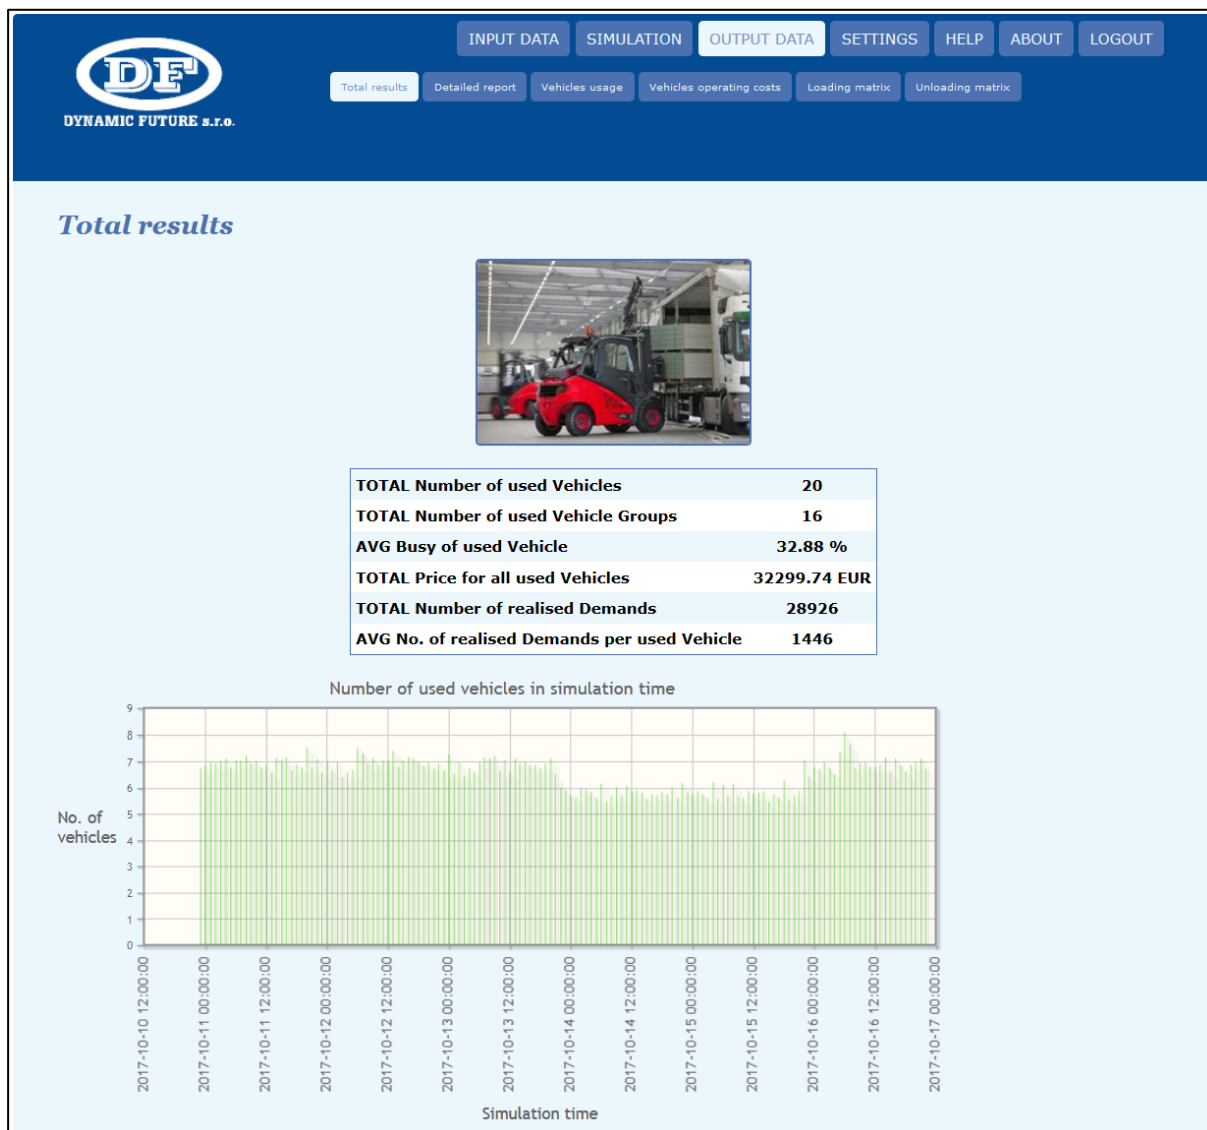 INPUT DATA SIMULATION OUTPUT DATA SETTINGS HELP ABOUT LOGOUT
DF
DYNAMIC FUTURE s.r.o.
Total results Detailed report Vehicles usage Vehicles operating costs Loading matrix Unloading matrix
Total results
TOTAL Number of used Vehicles 20
TOTAL Number of used Vehicle Groups 16
AVG Busy of used Vehicle 32.88 %
TOTAL Price for all used Vehicles 32299.74 EUR
TOTAL Number of realised Demands 28926
AVG No. of realised Demands per used Vehicle 1446
Number of used vehicles in simulation time
No. of
vehicles
9
8
7
6
5
4
3
2
1
0
2017-10-10 12:00:00
2017-10-11 00:00:00
2017-10-11 12:00:00
2017-10-12 00:00:00
2017-10-12 12:00:00
2017-10-13 00:00:00
2017-10-13 12:00:00
2017-10-14 00:00:00
2017-10-14 12:00:00
2017-10-15 00:00:00
2017-10-15 12:00:00
2017-10-16 00:00:00
2017-10-16 12:00:00
2017-10-17 00:00:00
Simulation time